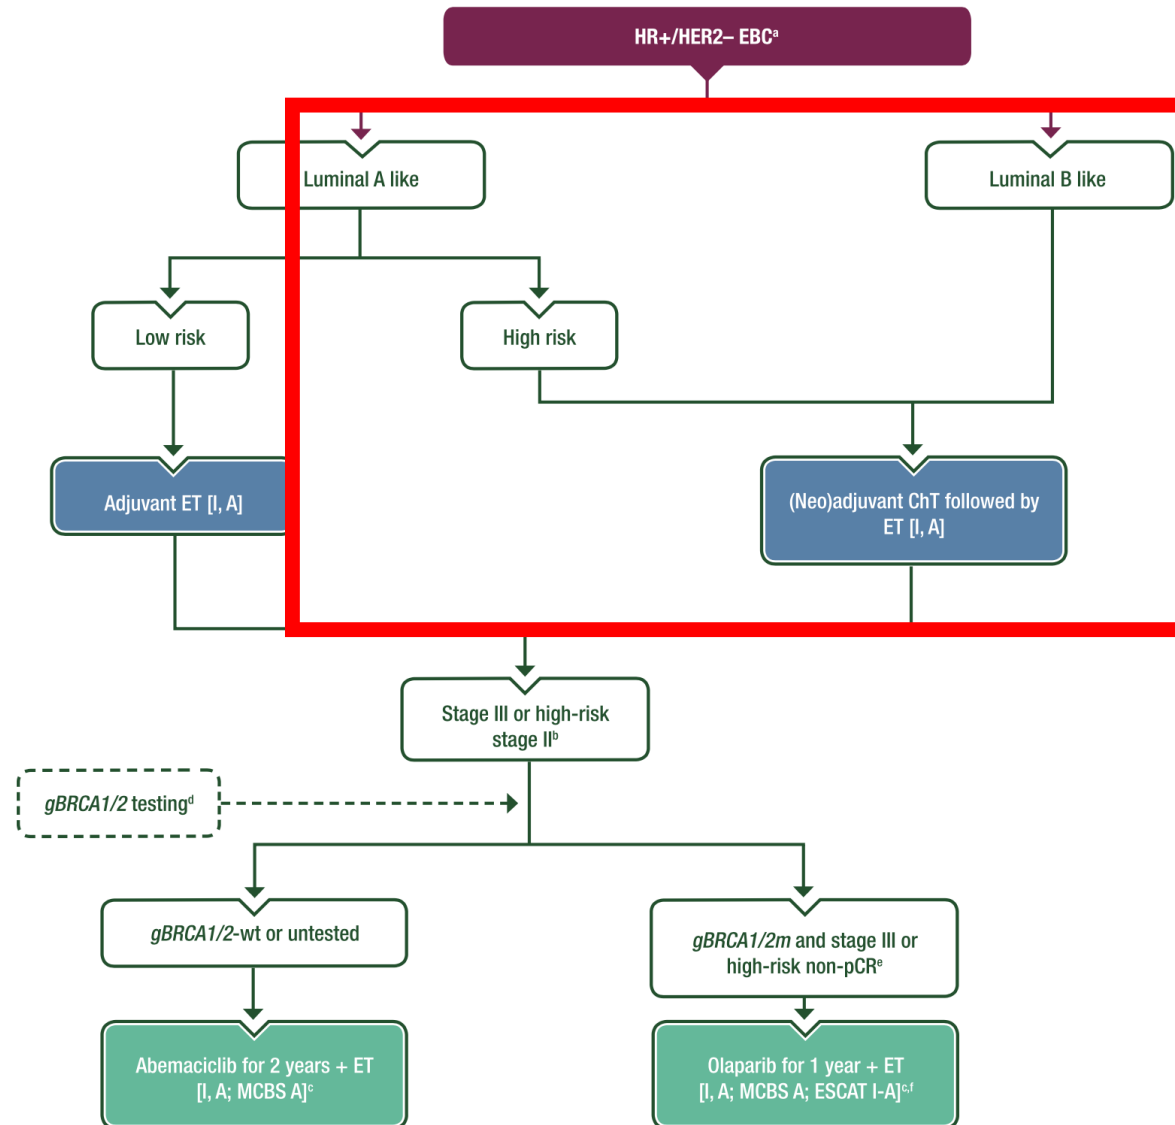 HR+/HER2– EBCᵃ
Luminal A like
Luminal B like
Low risk
High risk
Adjuvant ET [I, A]
(Neo)adjuvant ChT followed by
ET [I, A]
Stage III or high-risk
stage IIᵇ
gBRCA1/2 testingᵈ
gBRCA1/2-wt or untested
gBRCA1/2m and stage III or
high-risk non-pCRᵉ
Abemaciclib for 2 years + ET
[I, A; MCBS A]ᶜ
Olaparib for 1 year + ET
[I, A; MCBS A; ESCAT I-A]ᶜ,ᶠ